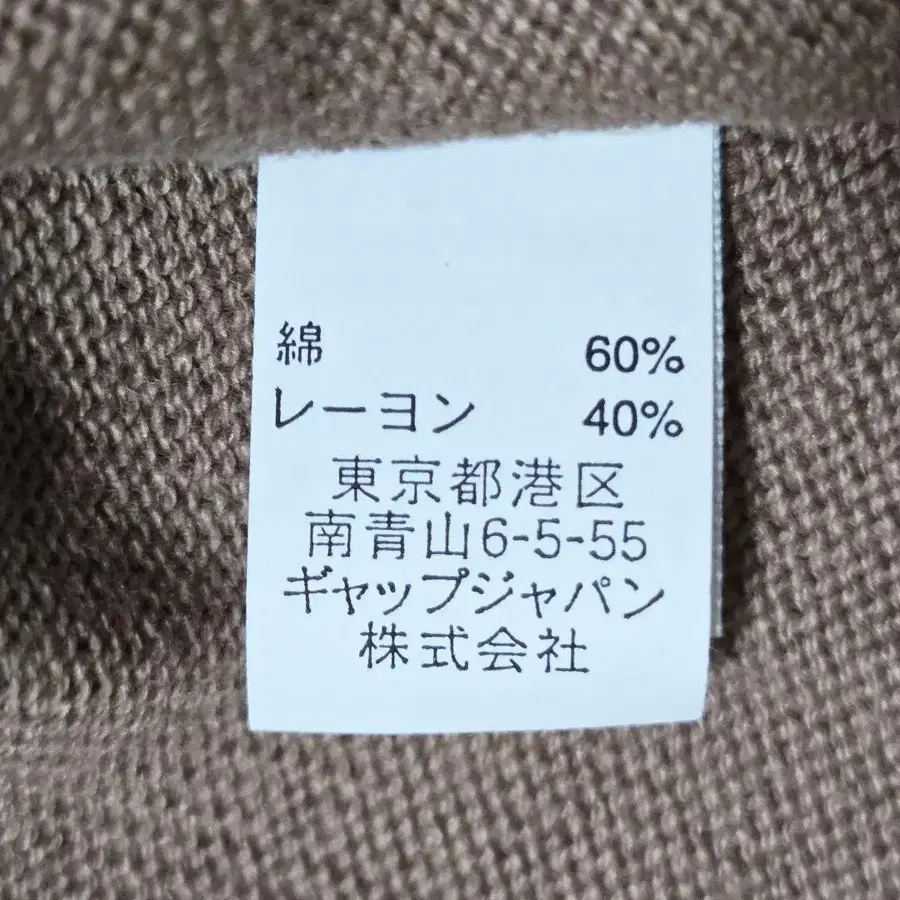 綿 60%
レーヨン 40%
東京都港区
南青山6-5-55
ギャップジャパン
株式会社